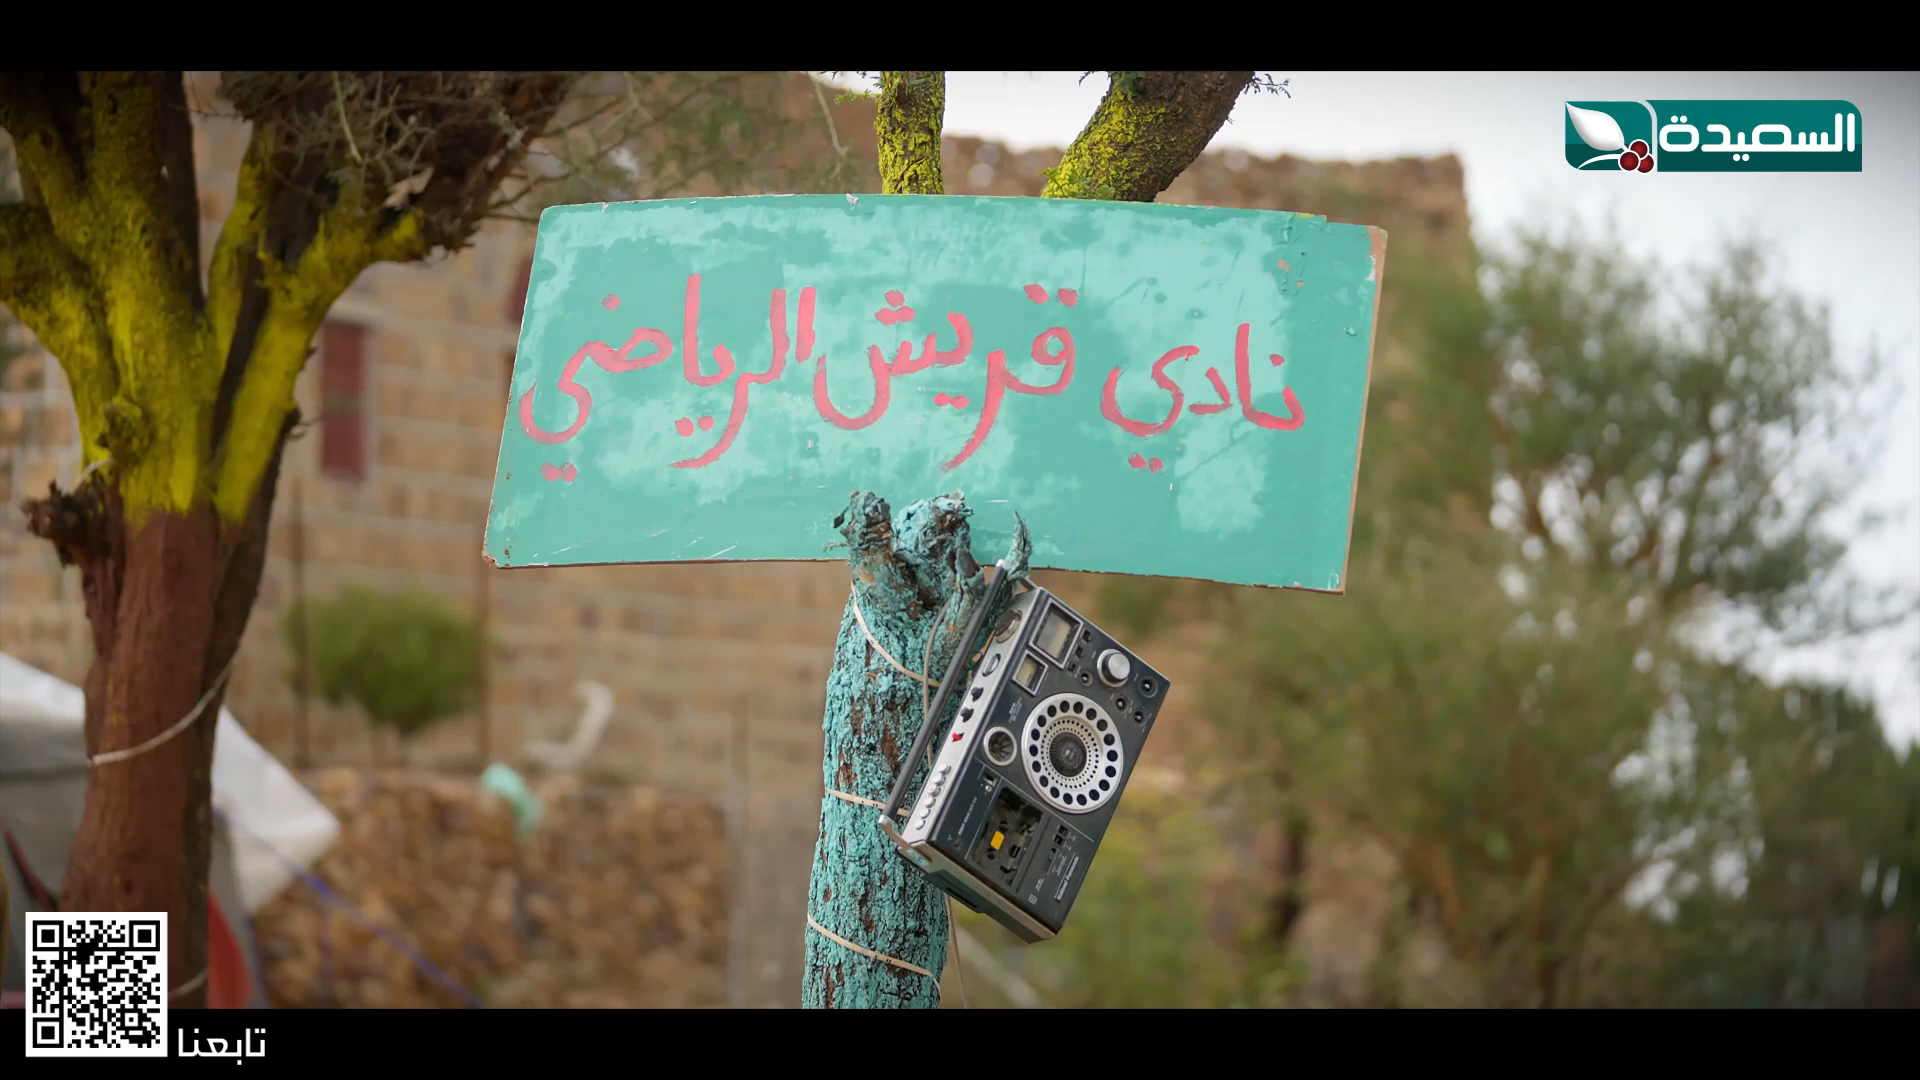 السعيدة
نادي قريش الرياضي
تابعنا